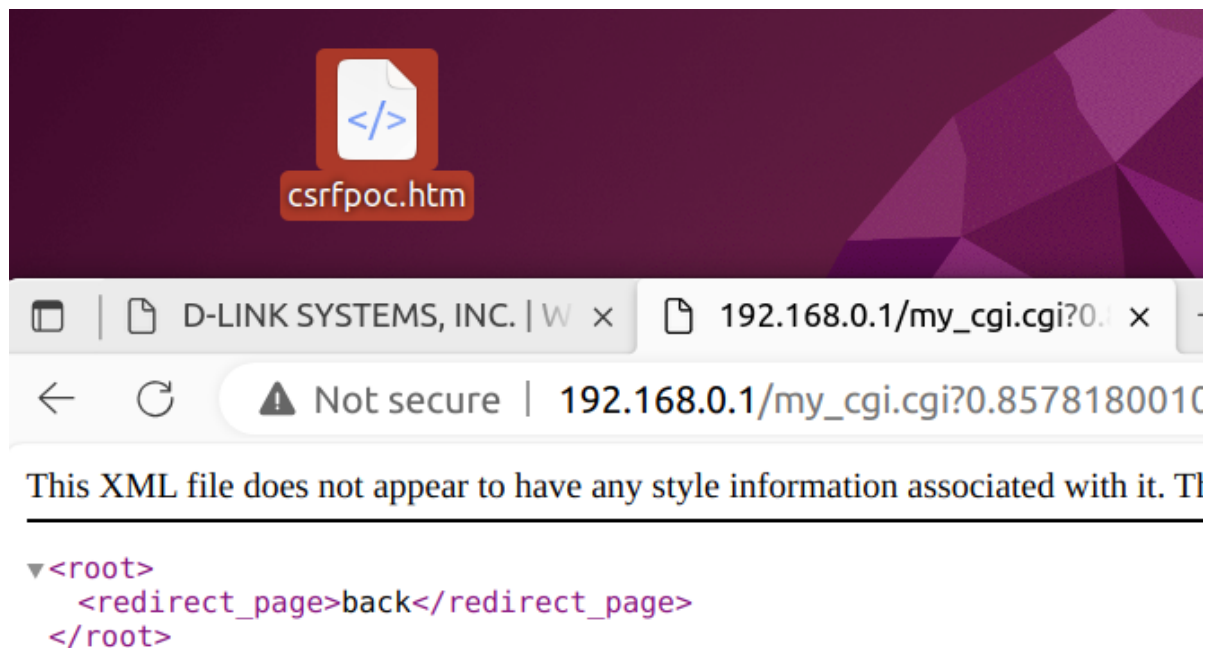 </>
csrfpoc.htm
D-LINK SYSTEMS, INC. | W
192.168.0.1/my_cgi.cgi?0.
Not secure | 192.168.0.1/my_cgi.cgi?0.8578180010
This XML file does not appear to have any style information associated with it. Th
<root>
<redirect_page>back</redirect_page>
</root>